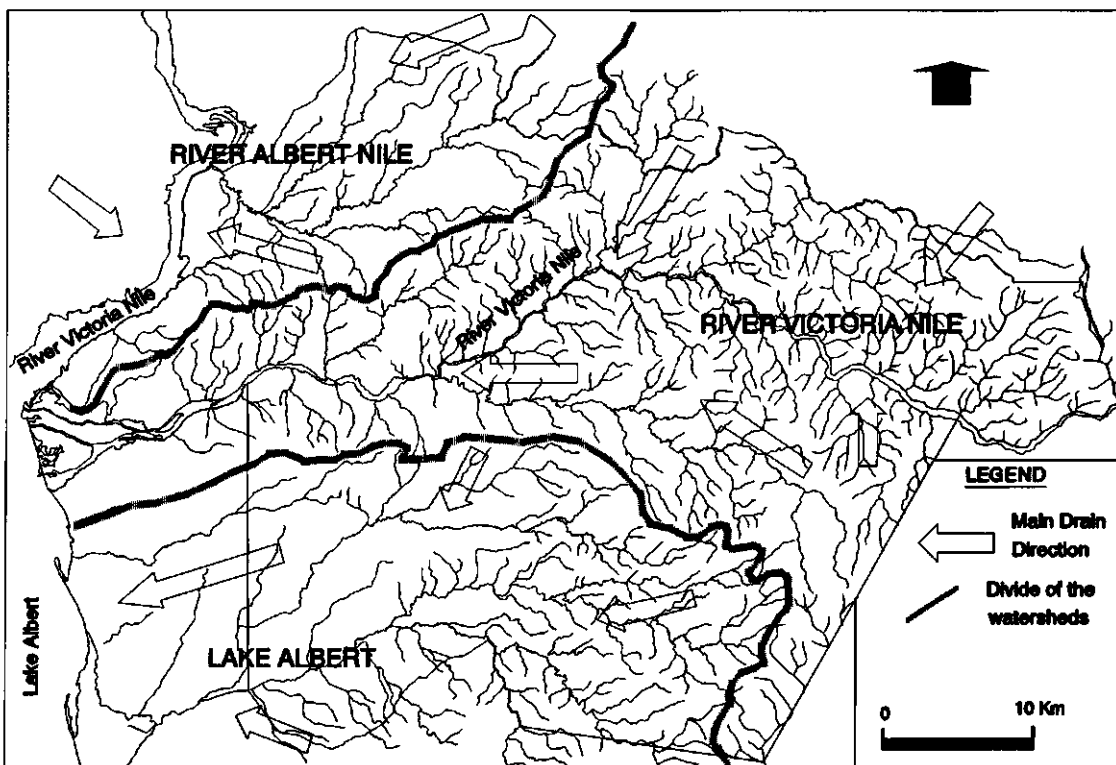 RIVER ALBERT NILE
River Victoria Nile
River Victoria Nile
RIVER VICTORIA NILE
LAKE ALBERT
Lake Albert
LEGEND
Main Drain
Direction
Divide of the
watersheds
0 10 Km